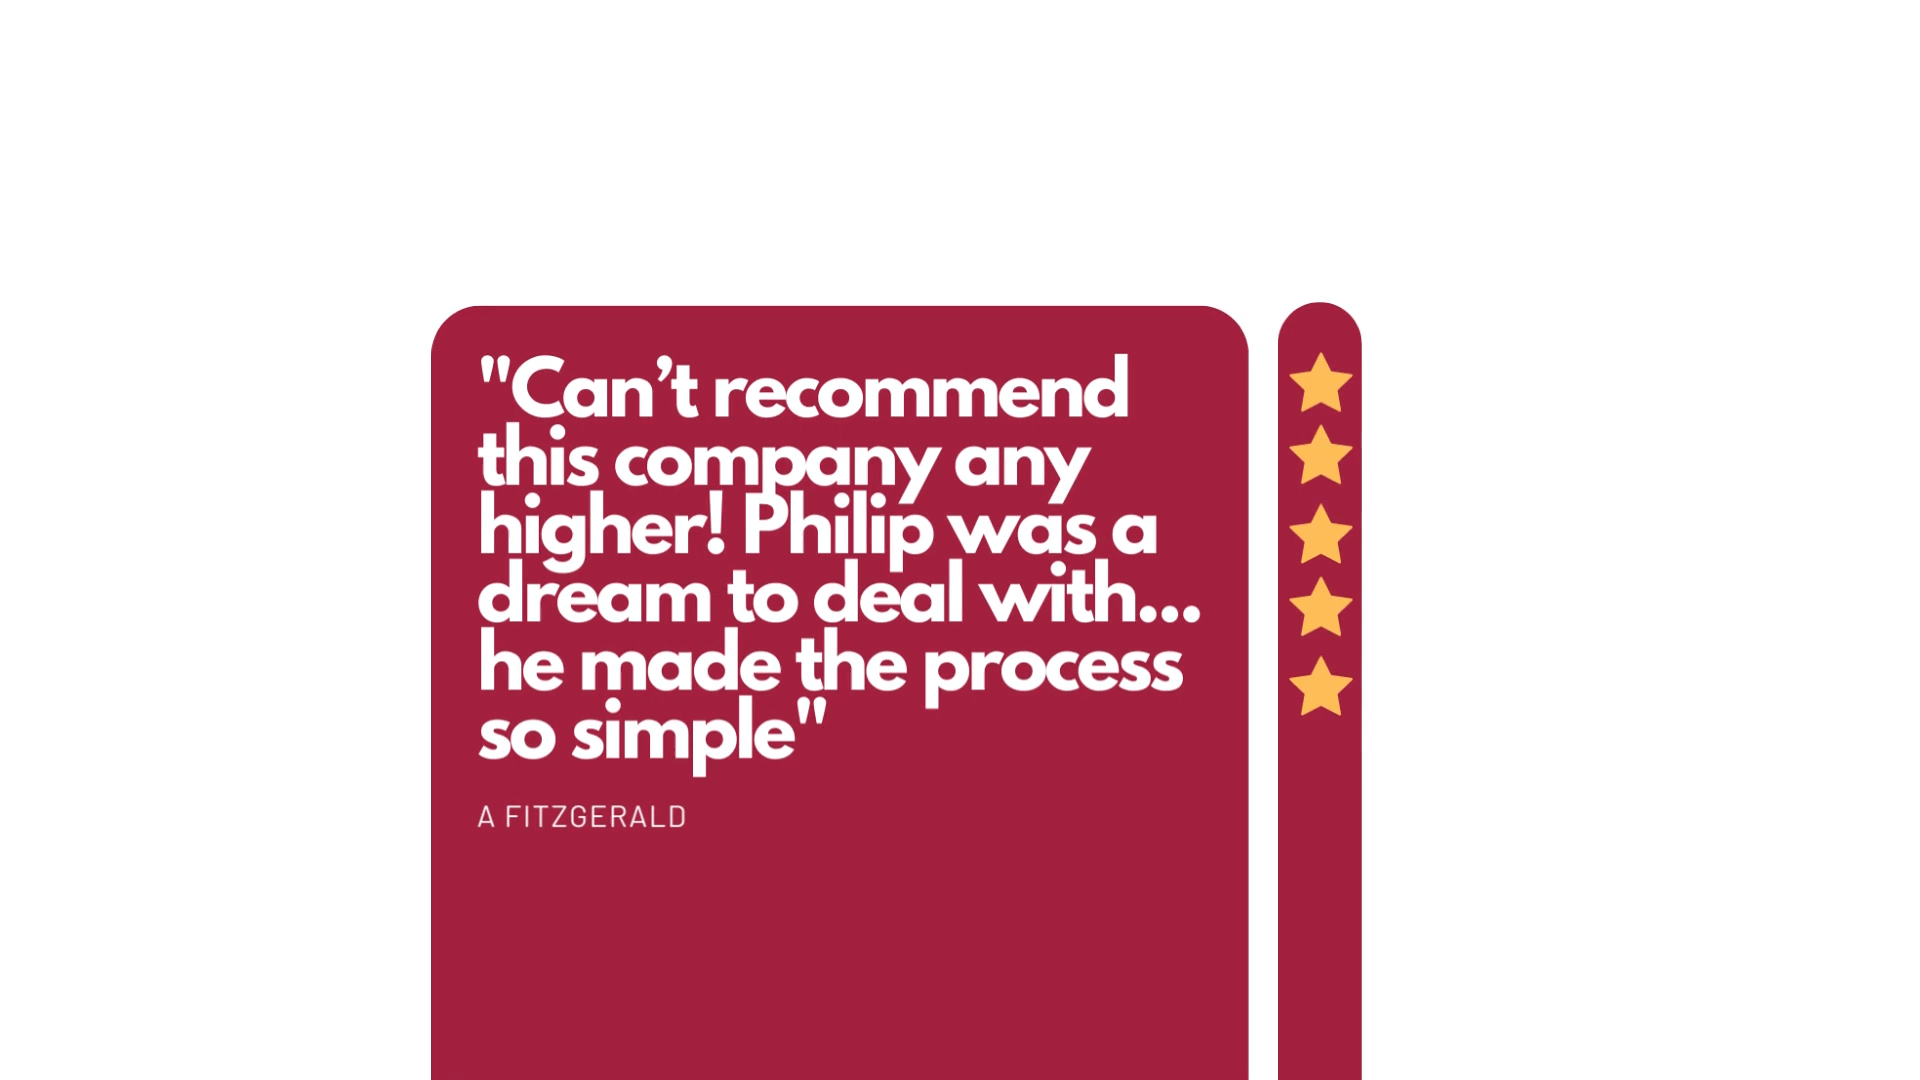 "Can’t recommend
this company any
higher! Philip was a
dream to deal with...
he made the process
so simple"
A FITZGERALD